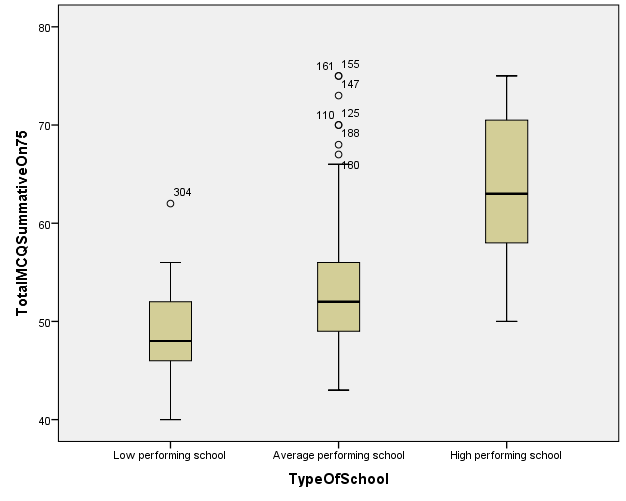 80
70
60
50
40
TotalMCQSummativeOn75
304
161 155
147
110 125
188
180
Low performing school
Average performing school
High performing school
TypeOfSchool